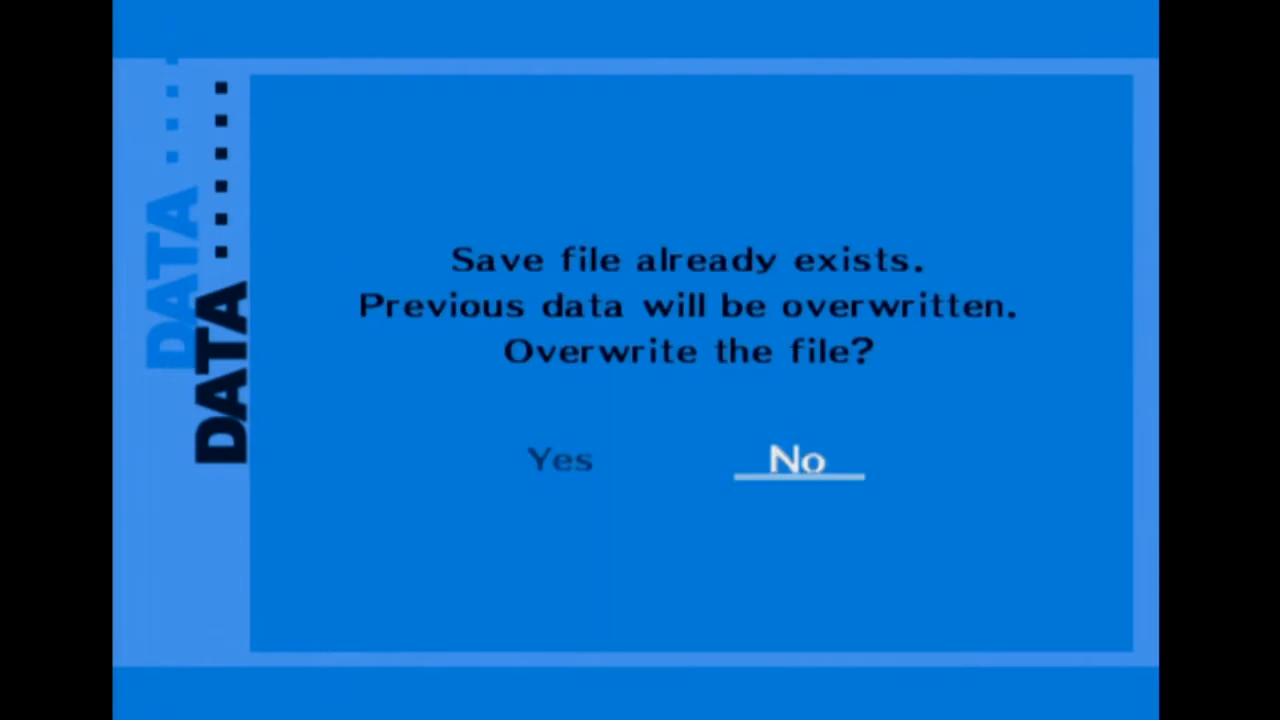 DATA
DATA
Save file already exists.
Previous data will be overwritten.
Overwrite the file?
Yes No